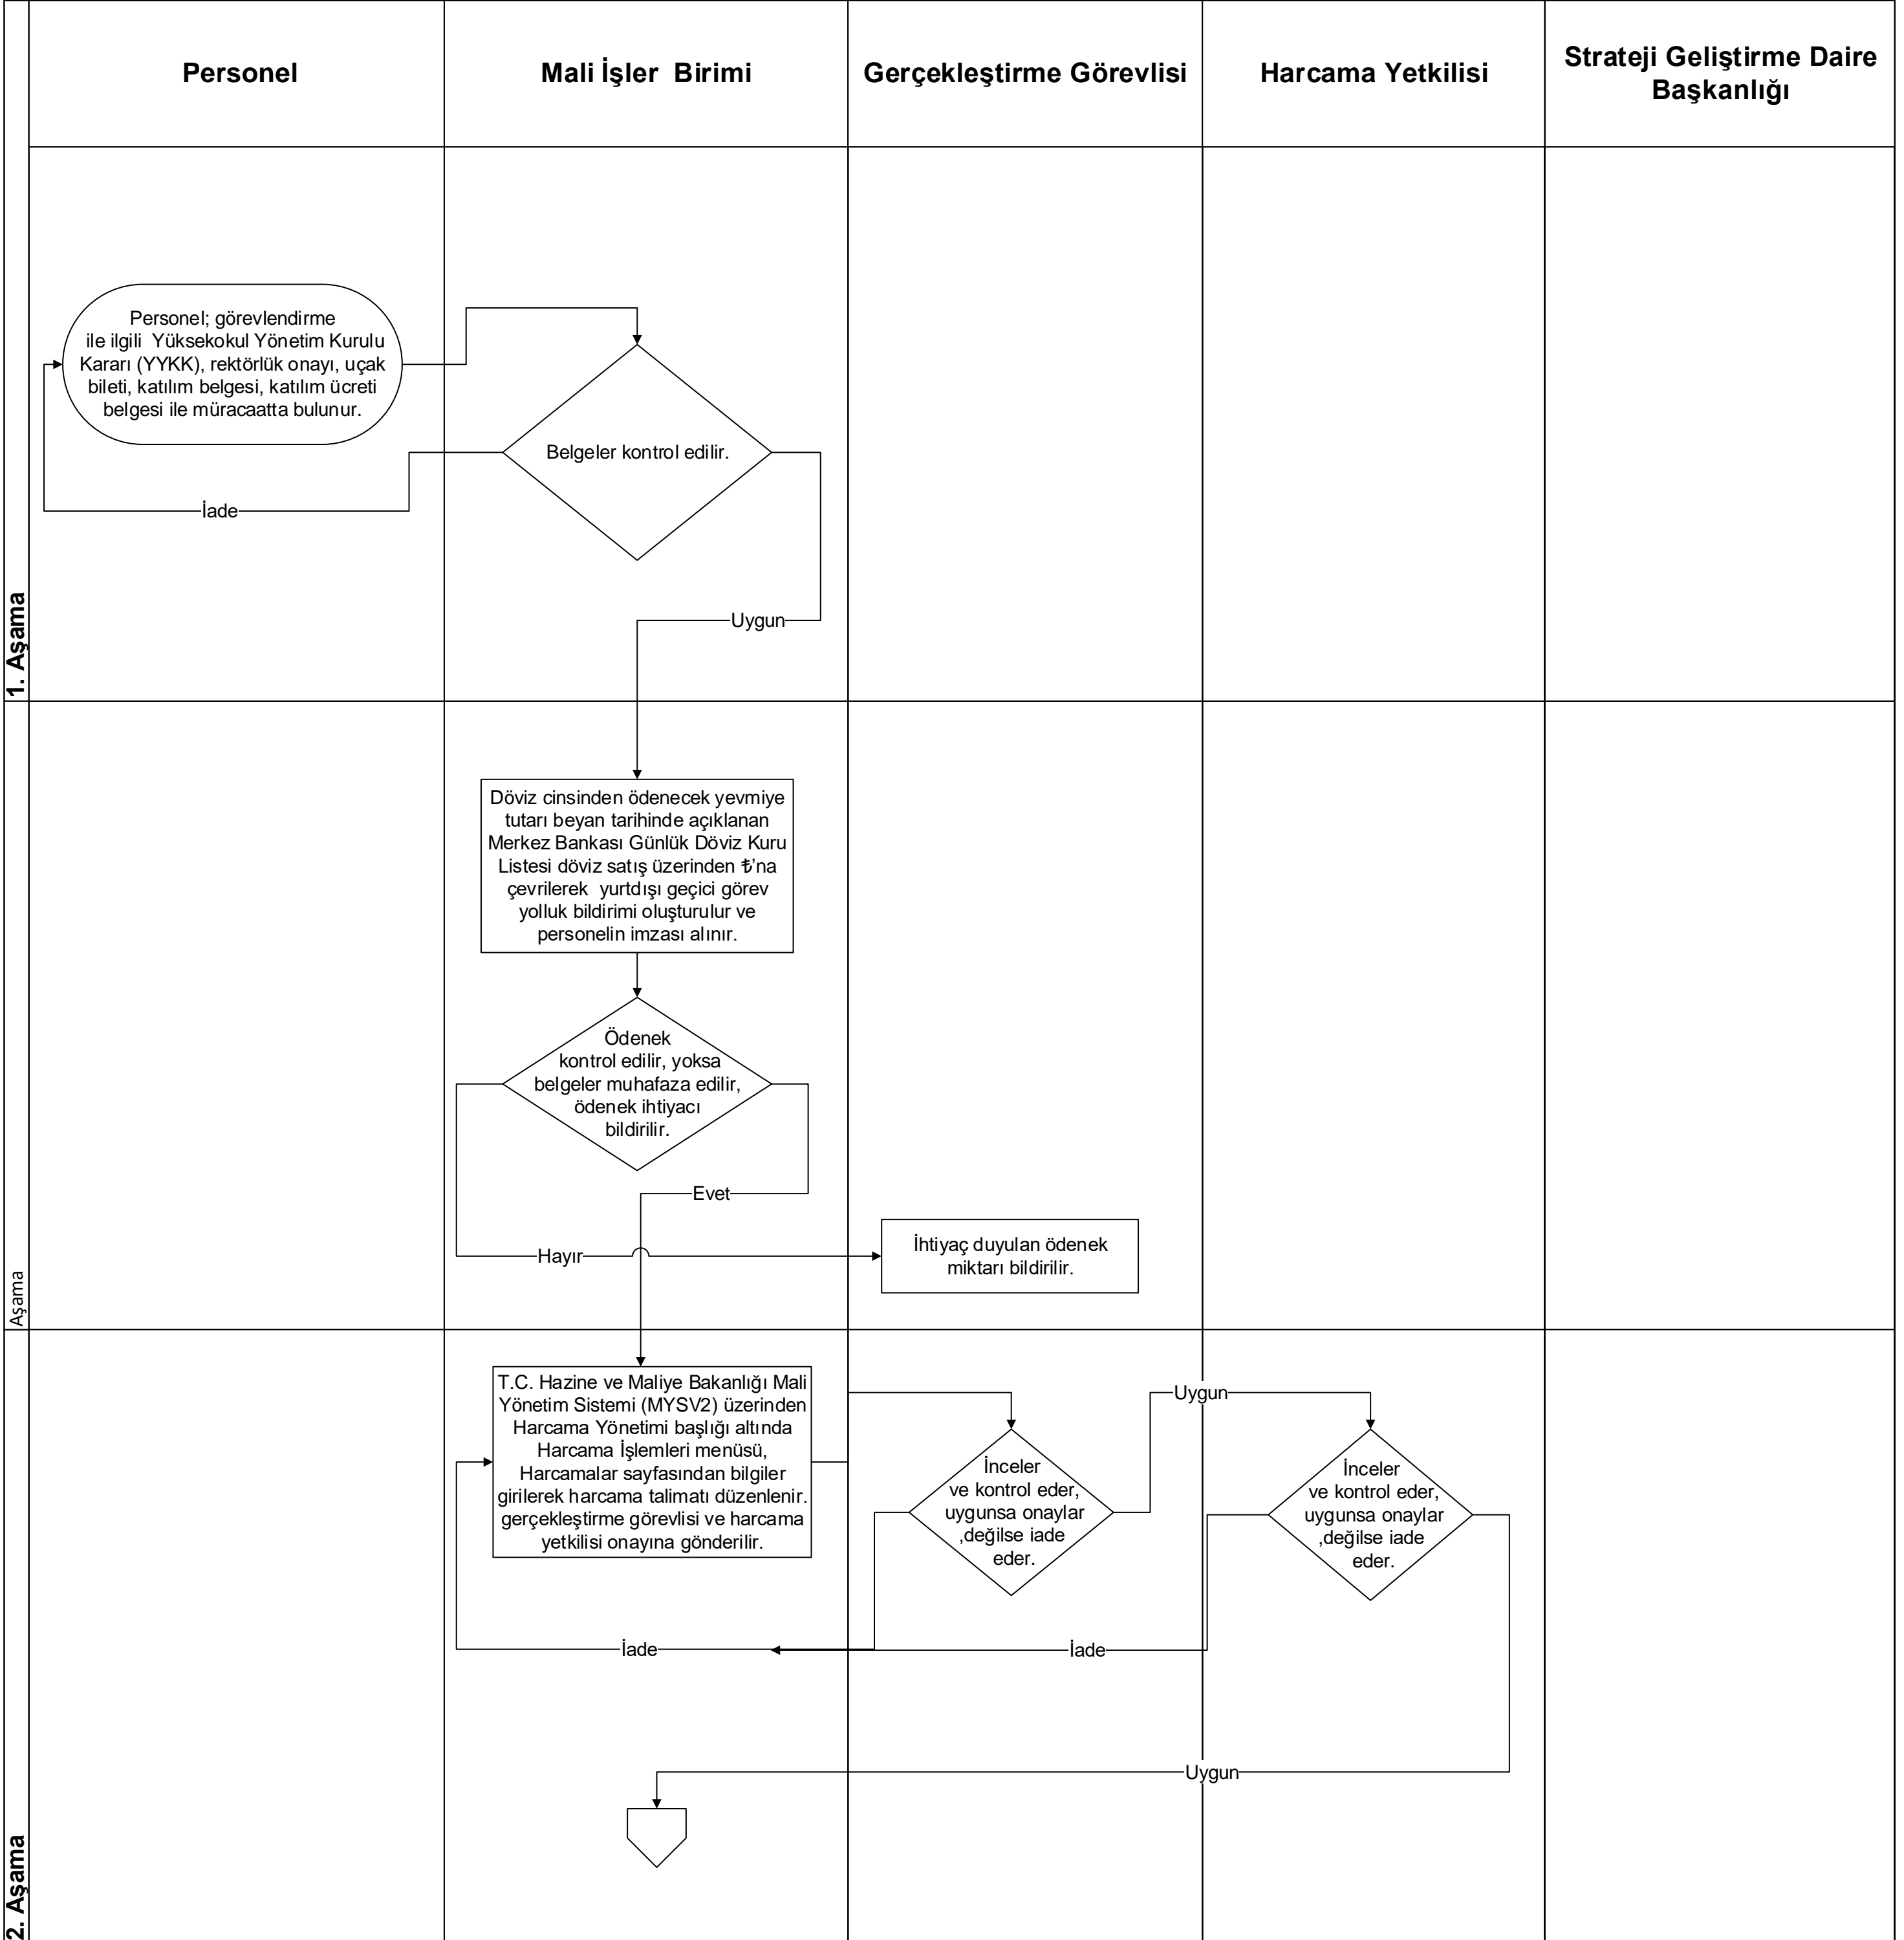 Personel
Mali İşler  Birimi
Gerçekleştirme Görevlisi
Harcama Yetkilisi
Strateji Geliştirme Daire
Başkanlığı
1. Aşama
Personel; görevlendirme
ile ilgili  Yüksekokul Yönetim Kurulu
Kararı (YYKK), rektörlük onayı, uçak
bileti, katılım belgesi, katılım ücreti
belgesi ile müracaatta bulunur.
Belgeler kontrol edilir.
İade
Uygun
Aşama
Döviz cinsinden ödenecek yevmiye
tutarı beyan tarihinde açıklanan
Merkez Bankası Günlük Döviz Kuru
Listesi döviz satış üzerinden ₺’na
çevrilerek  yurtdışı geçici görev
yolluk bildirimi oluşturulur ve
personelin imzası alınır.
Ödenek
kontrol edilir, yoksa
belgeler muhafaza edilir,
ödenek ihtiyacı
bildirilir.
Evet
Hayır
İhtiyaç duyulan ödenek
miktarı bildirilir.
2. Aşama
T.C. Hazine ve Maliye Bakanlığı Mali
Yönetim Sistemi (MYSV2) üzerinden
Harcama Yönetimi başlığı altında
Harcama İşlemleri menüsü,
Harcamalar sayfasından bilgiler
girilerek harcama talimatı düzenlenir.
gerçekleştirme görevlisi ve harcama
yetkilisi onayına gönderilir.
İnceler
ve kontrol eder,
uygunsa onaylar
,değilse iade
eder.
Uygun
İnceler
ve kontrol eder,
uygunsa onaylar
,değilse iade
eder.
İade
İade
Uygun